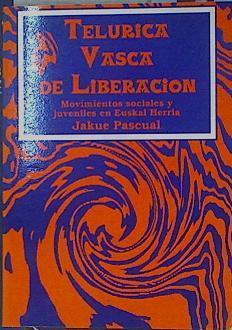 TELURICA
VASCA
DE LIBERACION
Movimientos sociales y
juveniles en Euskal Herria
Jakue Pascual